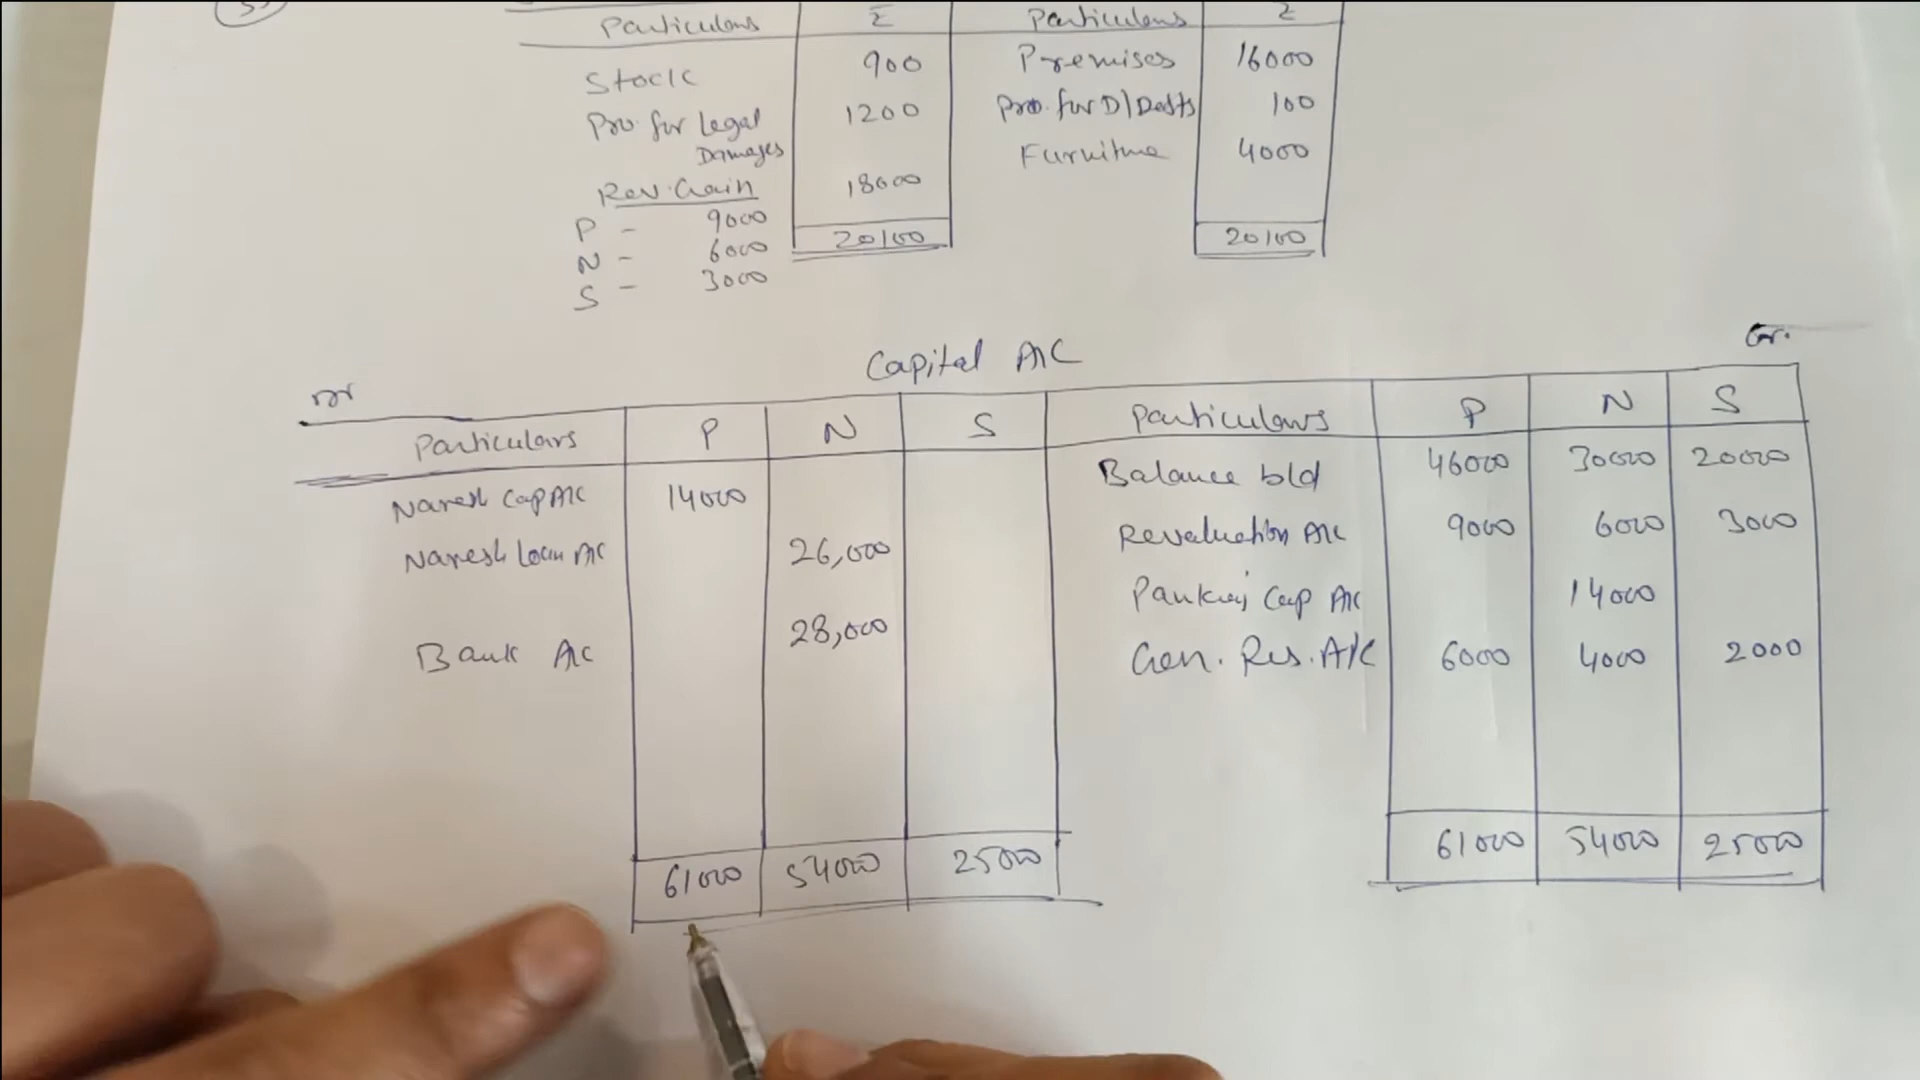 Particulars ₹ Particulars ₹
Stock 900 Premises 16000
Pro. for Legal Damages 1200 Pro. for D/Debts 100
Furniture 4000
Rev. Gain 18000
P - 9000
N - 6000
S - 3000
20100 20100
Capital A/C
Dr Cr.
Particulars P N S Particulars P N S
Balance b/d 46000 30000 20000
Naresh Cap A/C 14000
Naresh Loan A/C 26,000 Revaluation A/C 9000 6000 3000
Pankaj Cap A/C 14000
Bank A/C 28,000 Gen. Res. A/C 6000 4000 2000
61000 54000 25000 61000 54000 25000